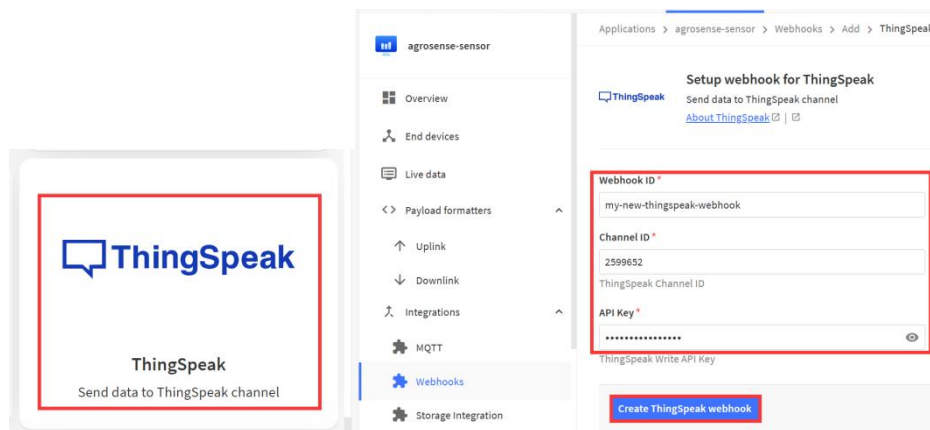 ThingSpeak
ThingSpeak
Send data to ThingSpeak channel
agrosense-sensor
Overview
End devices
Live data
<> Payload formatters
Uplink
Downlink
Integrations
MQTT
Webhooks
Storage Integration
Applications > agrosense-sensor > Webhooks > Add > ThingSpeak
ThingSpeak
Setup webhook for ThingSpeak
Send data to ThingSpeak channel
About ThingSpeak |
Webhook ID *
my-new-thingspeak-webhook
Channel ID *
2599652
ThingSpeak Channel ID
API Key *
••••••••••••••••
ThingSpeak Write API Key
Create ThingSpeak webhook